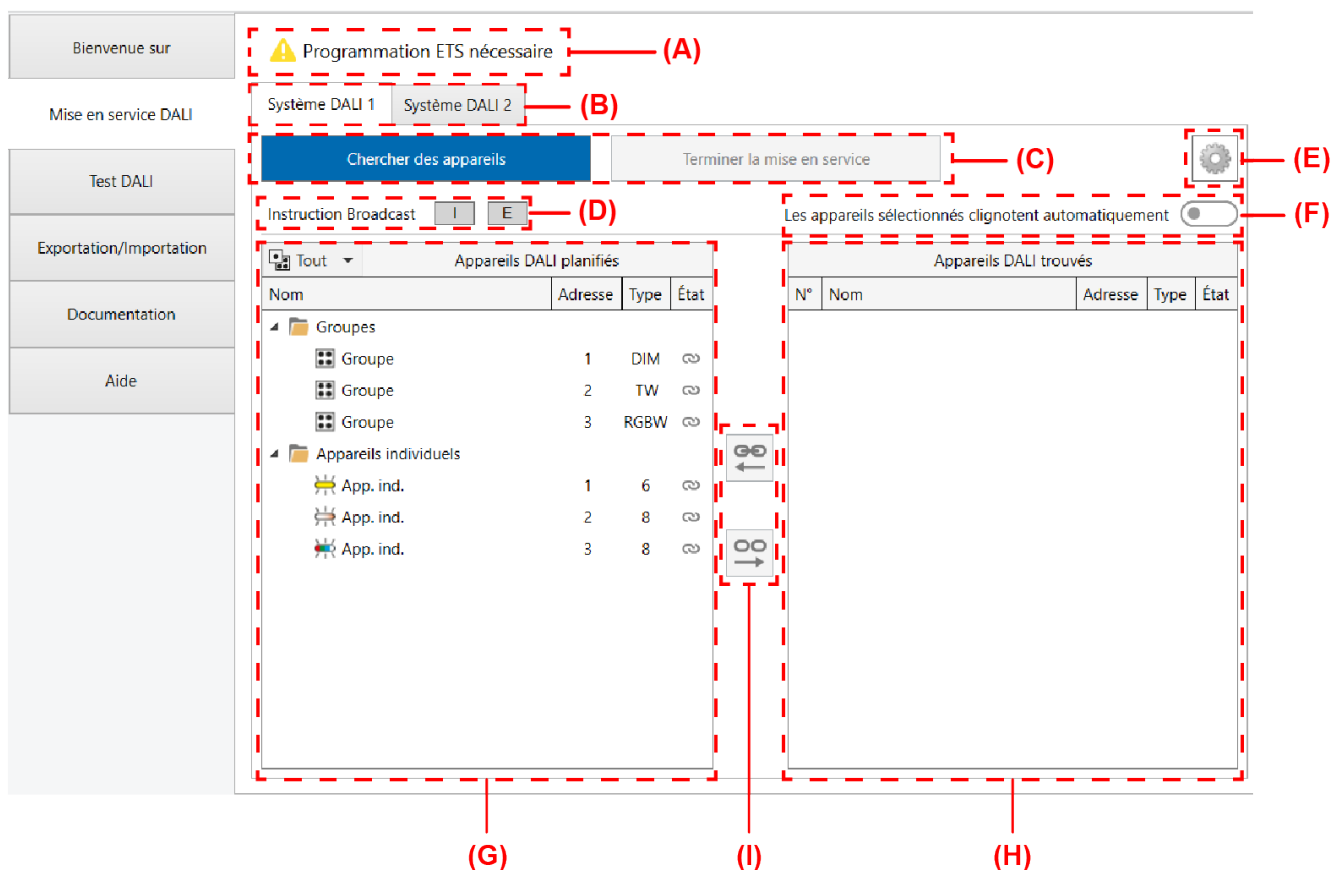 Bienvenue sur
Mise en service DALI
Test DALI
Exportation/Importation
Documentation
Aide
Programmation ETS nécessaire
(A)
Système DALI 1 Système DALI 2
(B)
Chercher des appareils Terminer la mise en service
(C)
(E)
Instruction Broadcast I E
(D)
Les appareils sélectionnés clignotent automatiquement
(F)
Tout Appareils DALI planifiés
Nom Adresse Type État
Groupes
Groupe 1 DIM
Groupe 2 TW
Groupe 3 RGBW
Appareils individuels
App. ind. 1 6
App. ind. 2 8
App. ind. 3 8
Appareils DALI trouvés
N° Nom Adresse Type État
(G)
(I)
(H)